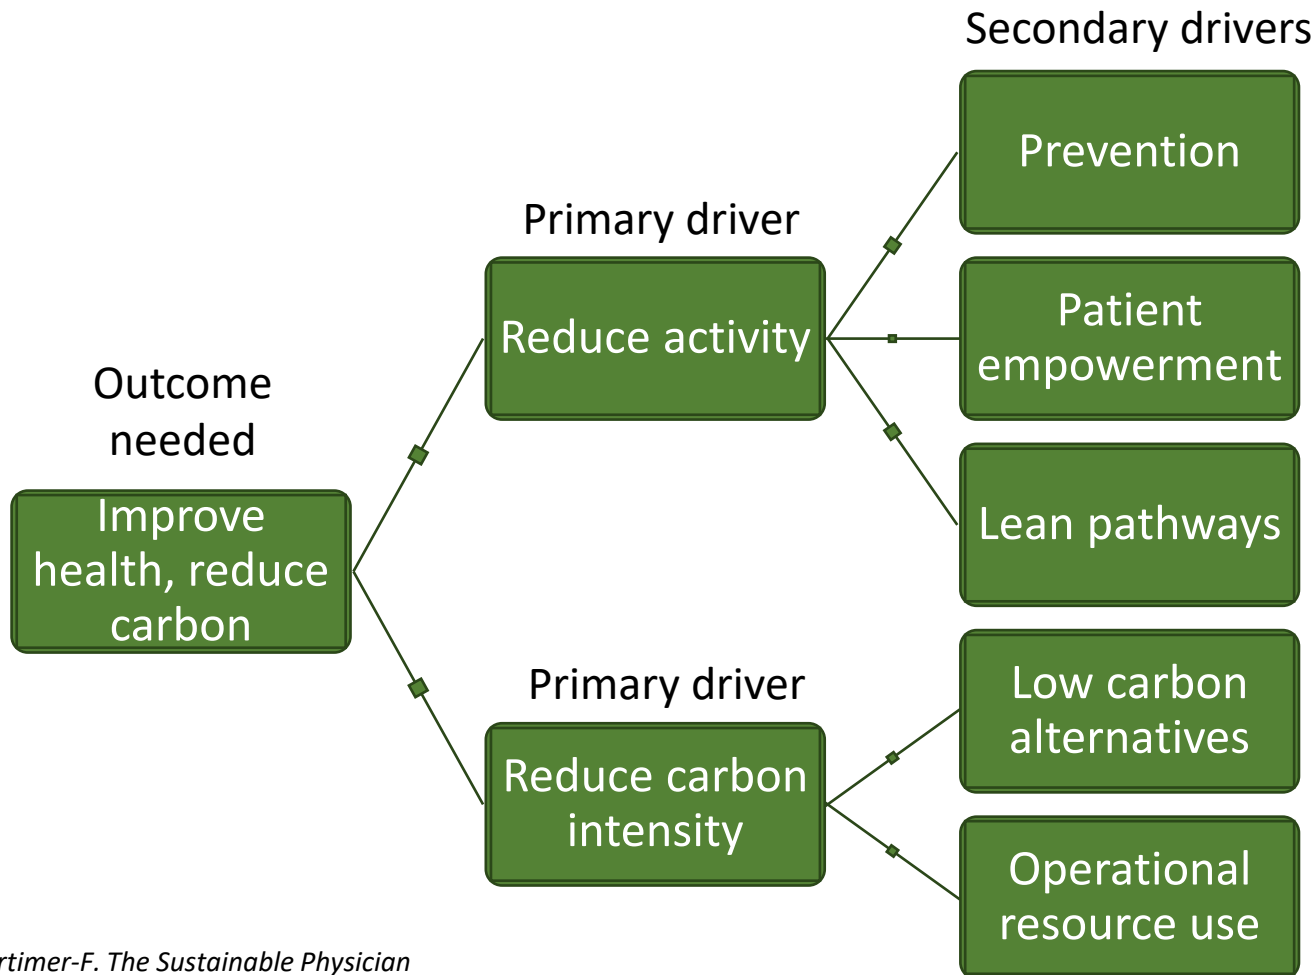 Secondary drivers
Prevention
Primary driver
Reduce activity
Patient
empowerment
Outcome
needed
Lean pathways
Improve
health, reduce
carbon
Primary driver
Low carbon
alternatives
Reduce carbon
intensity
Operational
resource use
rtimer-F. The Sustainable Physician